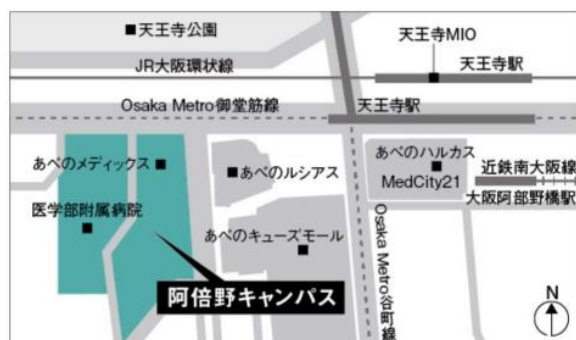 天王寺公園
天王寺MIO
JR大阪環状線
天王寺駅
Osaka Metro御堂筋線
天王寺駅
あべのメディックス
あべのルシアス
あべのハルカス
MedCity21
近鉄南大阪線
大阪阿部野橋駅
医学部附属病院
あべのキューズモール
Osaka Metro谷町線
阿倍野キャンパス
N